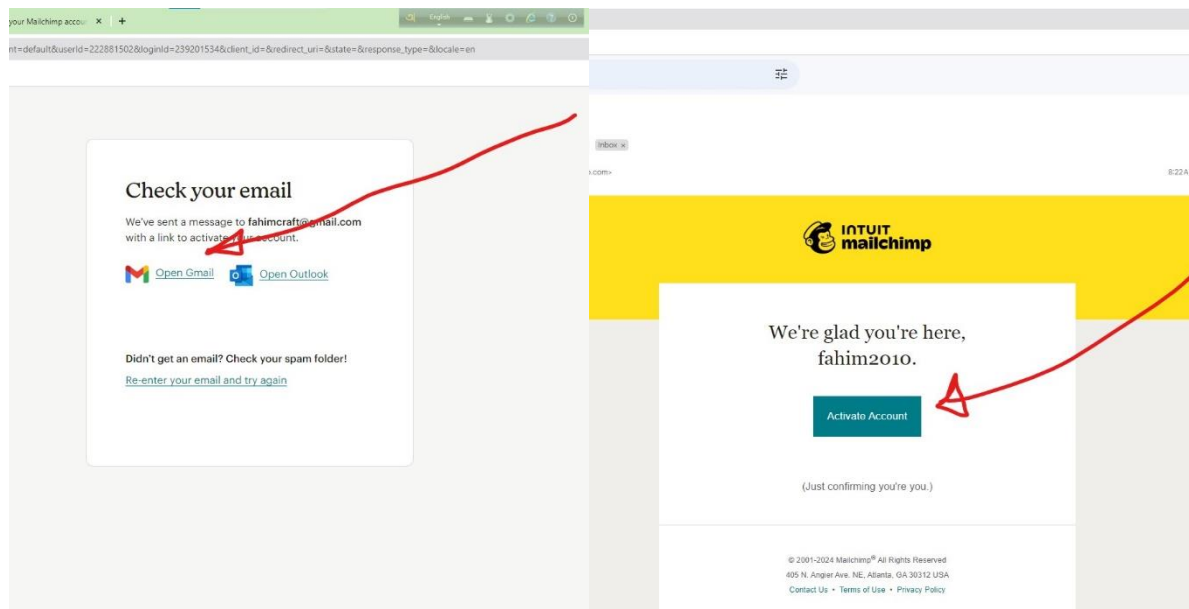 your Mailchimp accou × +
English
nt=default&userId=222881502&loginId=239201534&client_id=&redirect_uri=&state=&response_type=&locale=en
Check your email
We've sent a message to fahimcraft@gmail.com
with a link to activate your account.
Open Gmail Open Outlook
Didn't get an email? Check your spam folder!
Re-enter your email and try again
Inbox ×
.com>
8:22 A
INTUIT
mailchimp
We're glad you're here,
fahim2010.
Activate Account
(Just confirming you're you.)
© 2001-2024 Mailchimp® All Rights Reserved
405 N. Angier Ave. NE, Atlanta, GA 30312 USA
Contact Us • Terms of Use • Privacy Policy